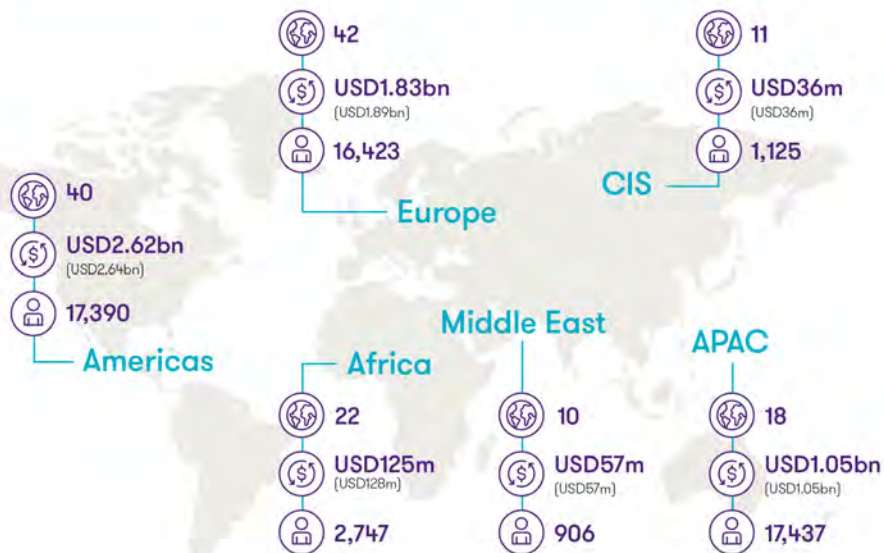 42
USD1.83bn
(USD1.89bn)
16,423
Europe
11
USD36m
(USD36m)
1,125
CIS
40
USD2.62bn
(USD2.64bn)
17,390
Americas
Africa
22
USD125m
(USD128m)
2,747
Middle East
10
USD57m
(USD57m)
906
APAC
18
USD1.05bn
(USD1.05bn)
17,437